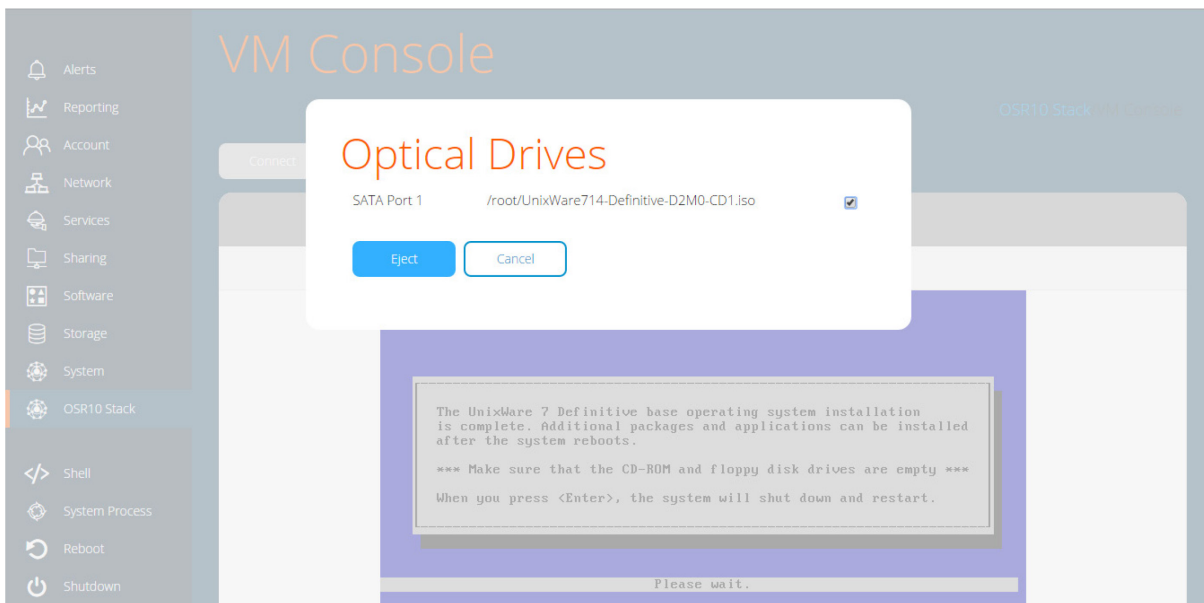 VM Console
Alerts
Reporting
Account
Network
Services
Sharing
Software
Storage
System
OSR10 Stack
Shell
System Process
Reboot
Shutdown
OSR10 Stack
Connect
Optical Drives
SATA Port 1 /root/UnixWare714-Definitive-D2M0-CD1.iso
Eject Cancel
The UnixWare 7 Definitive base operating system installation
is complete. Additional packages and applications can be installed
after the system reboots.
*** Make sure that the CD-ROM and floppy disk drives are empty ***
When you press <Enter>, the system will shut down and restart.
Please wait.